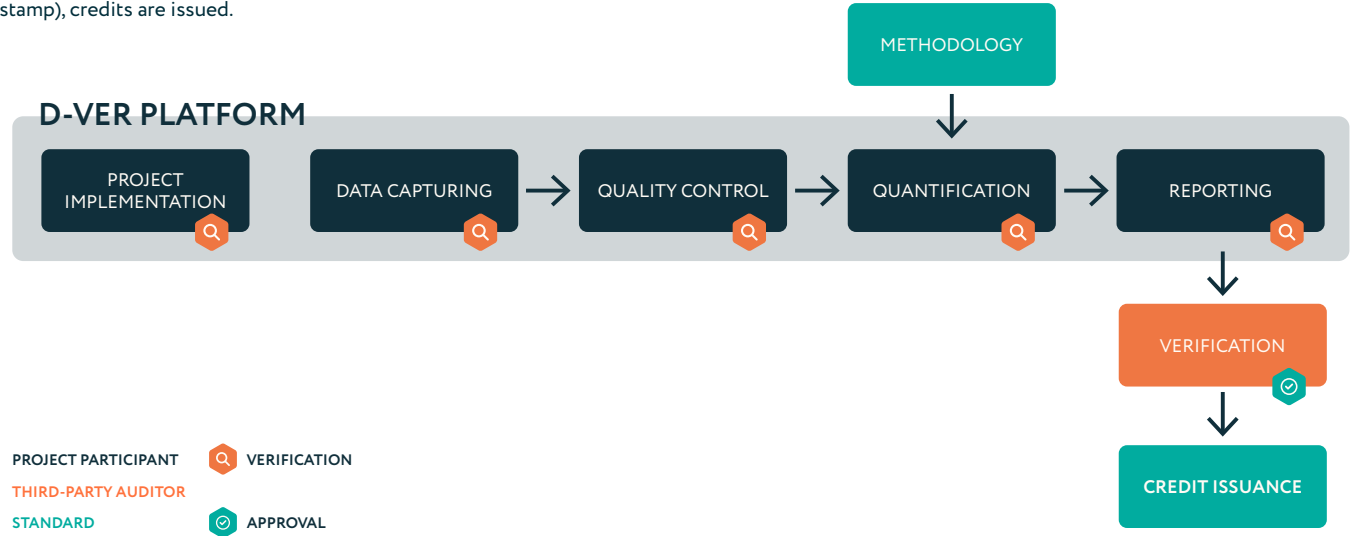 stamp), credits are issued.
METHODOLOGY
D-VER PLATFORM
PROJECT
IMPLEMENTATION
DATA CAPTURING
QUALITY CONTROL
QUANTIFICATION
REPORTING
VERIFICATION
CREDIT ISSUANCE
PROJECT PARTICIPANT
VERIFICATION
THIRD-PARTY AUDITOR
STANDARD
APPROVAL